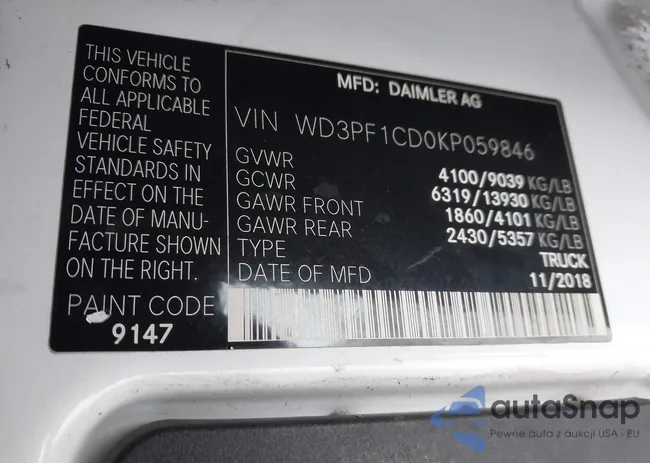 THIS VEHICLE
CONFORMS TO
ALL APPLICABLE
FEDERAL
VEHICLE SAFETY
STANDARDS IN
EFFECT ON THE
DATE OF MANU-
FACTURE SHOWN
ON THE RIGHT.
PAINT CODE
9147
MFD: DAIMLER AG
VIN WD3PF1CD0KP059846
GVWR 4100/9039 KG/LB
GCWR 6319/13930 KG/LB
GAWR FRONT 1860/4101 KG/LB
GAWR REAR 2430/5357 KG/LB
TYPE TRUCK
DATE OF MFD 11/2018
autaSnap
Pewne auta z aukcji USA i EU